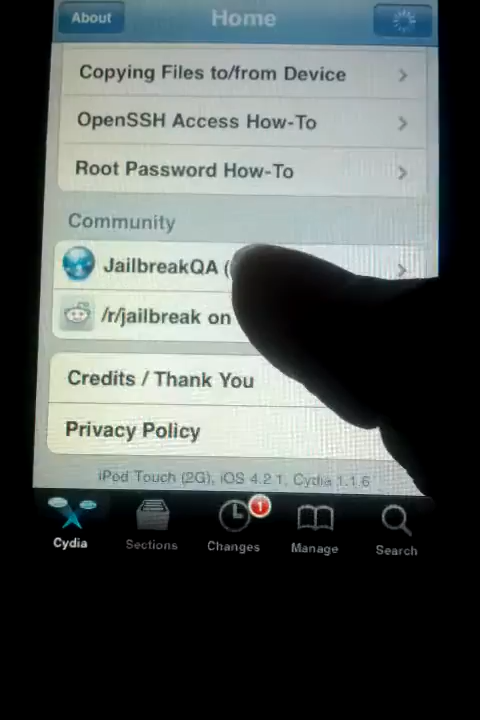 About
Home
Copying Files to/from Device
OpenSSH Access How-To
Root Password How-To
Community
JailbreakQA (
/r/jailbreak on
Credits / Thank You
Privacy Policy
iPod Touch (2G), iOS 4.2.1, Cydia 1.1.6
1
Cydia
Sections
Changes
Manage
Search